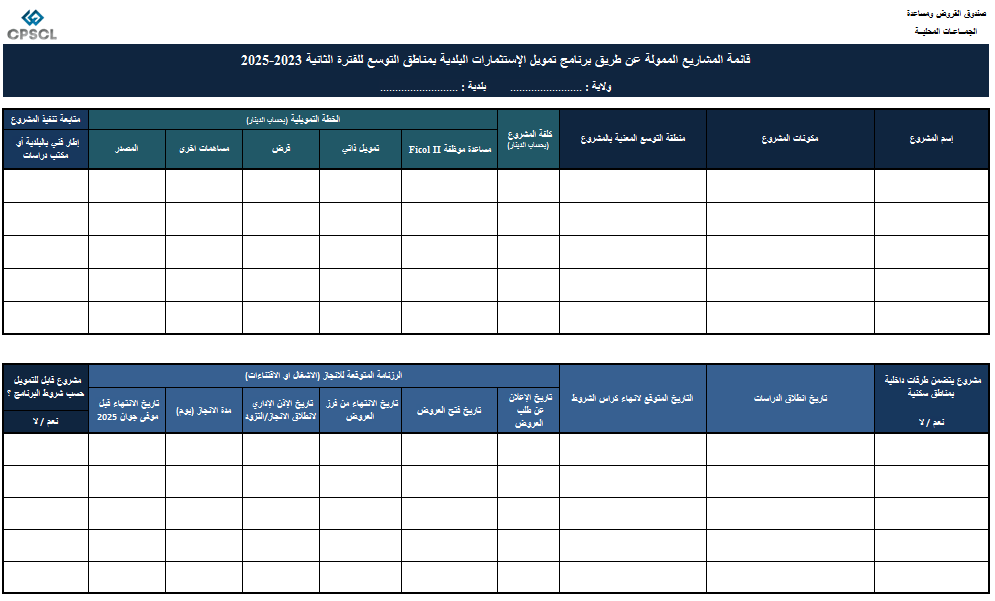 CPSCL
صندوق القروض ومساعدة
الجماعات المحلية
قائمة المشاريع الممولة عن طريق برنامج تمويل الإستثمارات البلدية بمناطق التوسع للفترة الثانية 2023-2025
ولاية : ........................ بلدية : ..........................
إسم المشروع
مكونات المشروع
منطقة التوسع المعنية بالمشروع
كلفة المشروع
(بحساب الدينار)
الخطة التمويلية (بحساب الدينار)
مساعدة موظفة Ficol II
تمويل ذاتي
قرض
مساهمات اخرى
المصدر
متابعة تنفيذ المشروع
إطار فني بالبلدية أو
مكتب دراسات
مشروع يتضمن طرقات داخلية
بمناطق سكنية
نعم / لا
تاريخ انطلاق الدراسات
التاريخ المتوقع لانهاء كراس الشروط
الرزنامة المتوقعة للانجاز (الاشغال او الاقتناءات)
تاريخ الإعلان
عن طلب
العروض
تاريخ فتح العروض
تاريخ الانتهاء من فرز
العروض
تاريخ الإذن الإداري
لانطلاق الانجاز/التزود
مدة الانجاز (يوم)
تاريخ الانتهاء قبل
موفي جوان 2025
مشروع قابل للتمويل
حسب شروط البرنامج ؟
نعم / لا